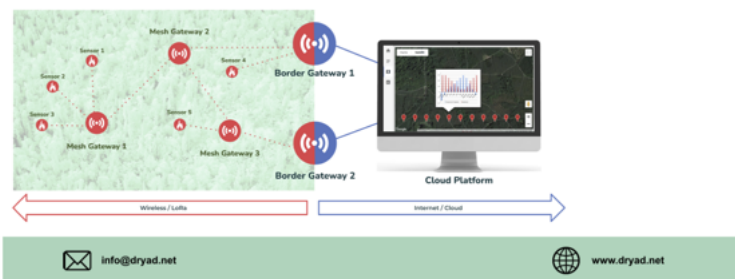 Mesh Gateway 2
Sensor 1
Border Gateway 1
Sensor 4
Sensor 2
Sensor 3
Sensor 5
Mesh Gateway 1
Mesh Gateway 3
Border Gateway 2
Cloud Platform
Wireless / LoRa
Internet / Cloud
info@dryad.net
www.dryad.net